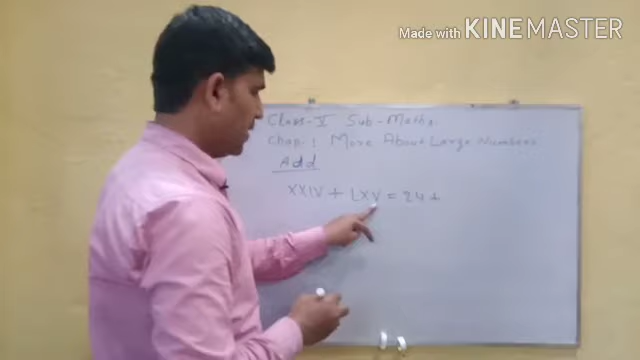 Made with KINEMASTER
Class-V Sub-Maths
Chap.1 More About Large Numbers
Add
XXIV + LXV = 24 +